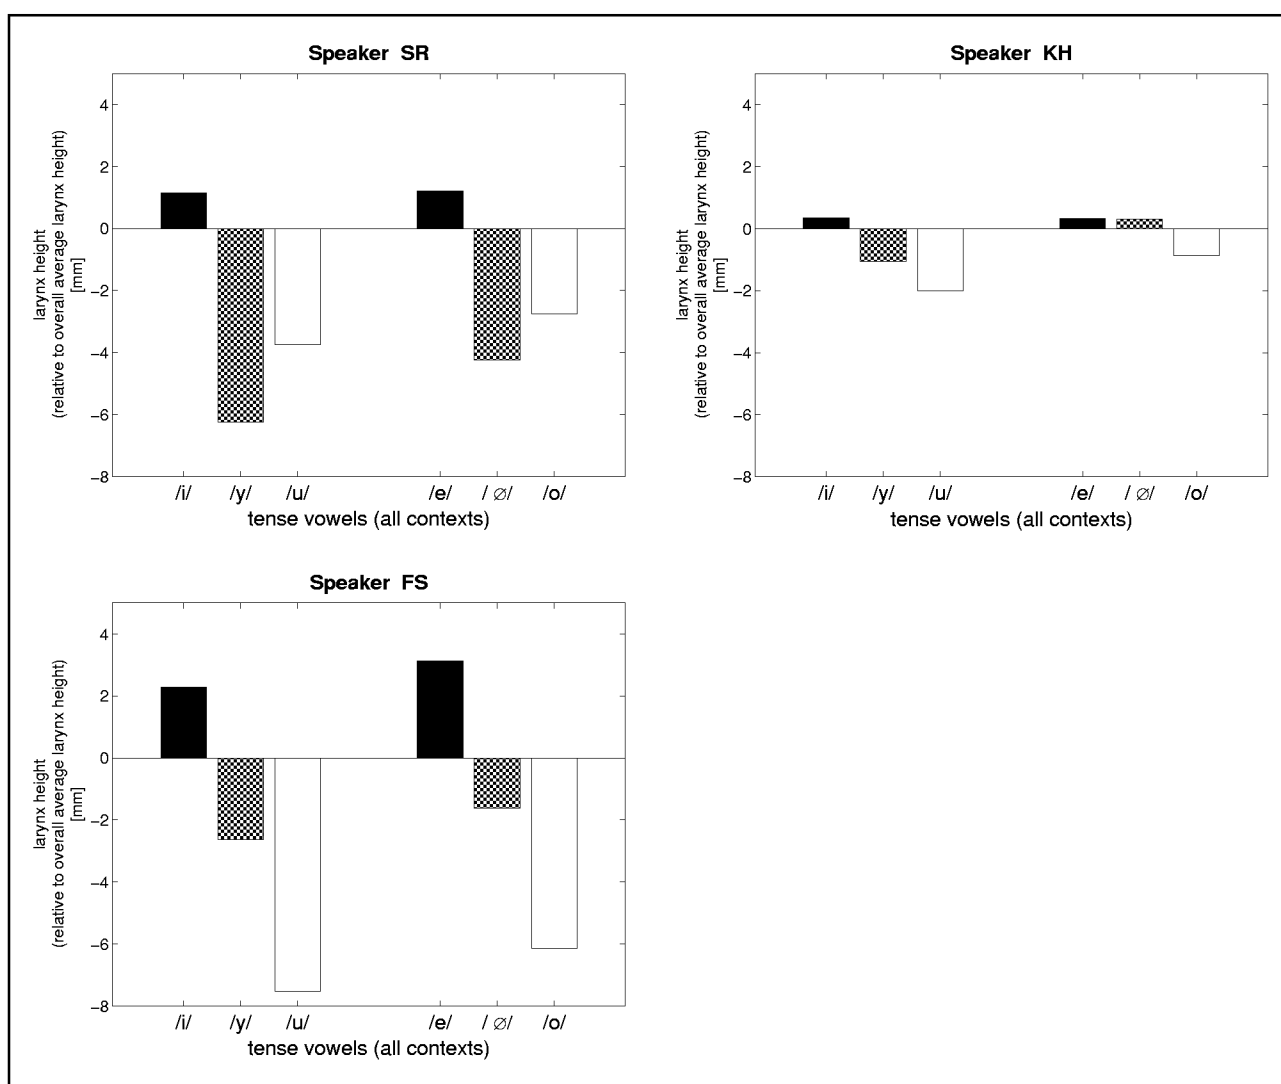 Speaker SR
4
2
0
−2
−4
−6
−8
larynx height
(relative to overall average larynx height)
[mm]
/i/ /y/ /u/ /e/ / ∅/ /o/
tense vowels (all contexts)
Speaker KH
4
2
0
−2
−4
−6
−8
larynx height
(relative to overall average larynx height)
[mm]
/i/ /y/ /u/ /e/ / ∅/ /o/
tense vowels (all contexts)
Speaker FS
4
2
0
−2
−4
−6
−8
larynx height
(relative to overall average larynx height)
[mm]
/i/ /y/ /u/ /e/ / ∅/ /o/
tense vowels (all contexts)